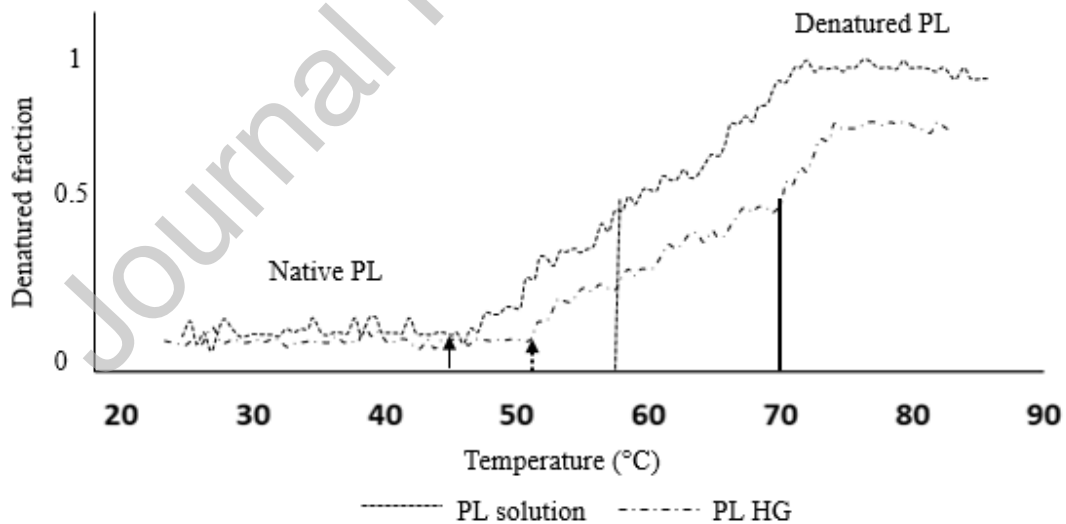 Journal
Denatured PL
1
Denatured fraction
0.5
Native PL
0
20 30 40 50 60 70 80 90
Temperature (°C)
PL solution PL HG